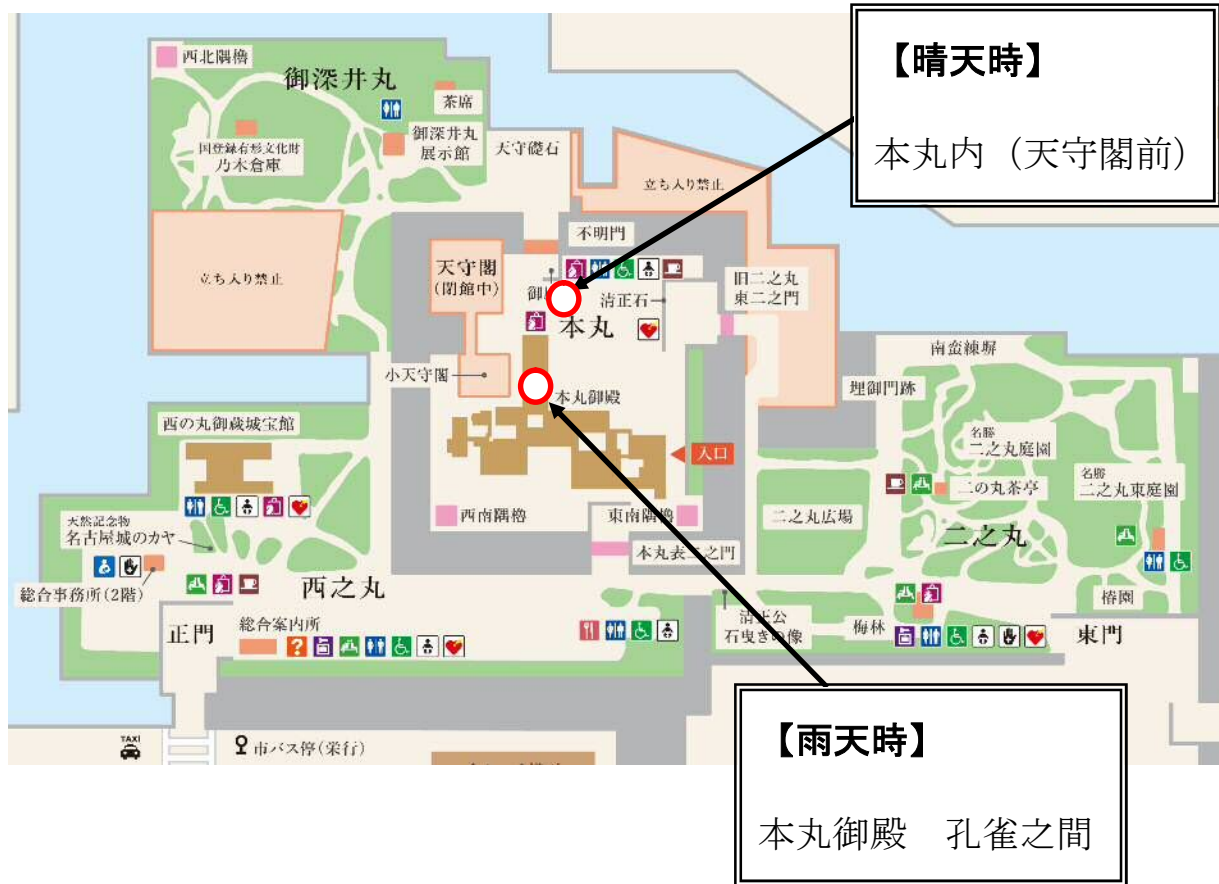 【晴天時】
本丸内（天守閣前）
西北隅櫓
御深井丸
茶席
国登録有形文化財
乃木倉庫
御深井丸
展示館
天守礎石
立ち入り禁止
不明門
立ち入り禁止
天守閣
(閉館中)
御
清正石
旧二之丸
東二之門
本丸
南蛮練塀
小天守閣
本丸御殿
埋御門跡
西の丸御蔵城宝館
名勝
二之丸庭園
入口
名勝
二之丸東庭園
二の丸茶亭
天然記念物
名古屋城のカヤ
西南隅櫓
東南隅櫓
二之丸広場
二之丸
本丸表二之門
総合事務所(2階)
西之丸
椿園
正門
総合案内所
?
清正公
石曳きの像
梅林
東門
TAXI
市バス停(栄行)
【雨天時】
本丸御殿　孔雀之間